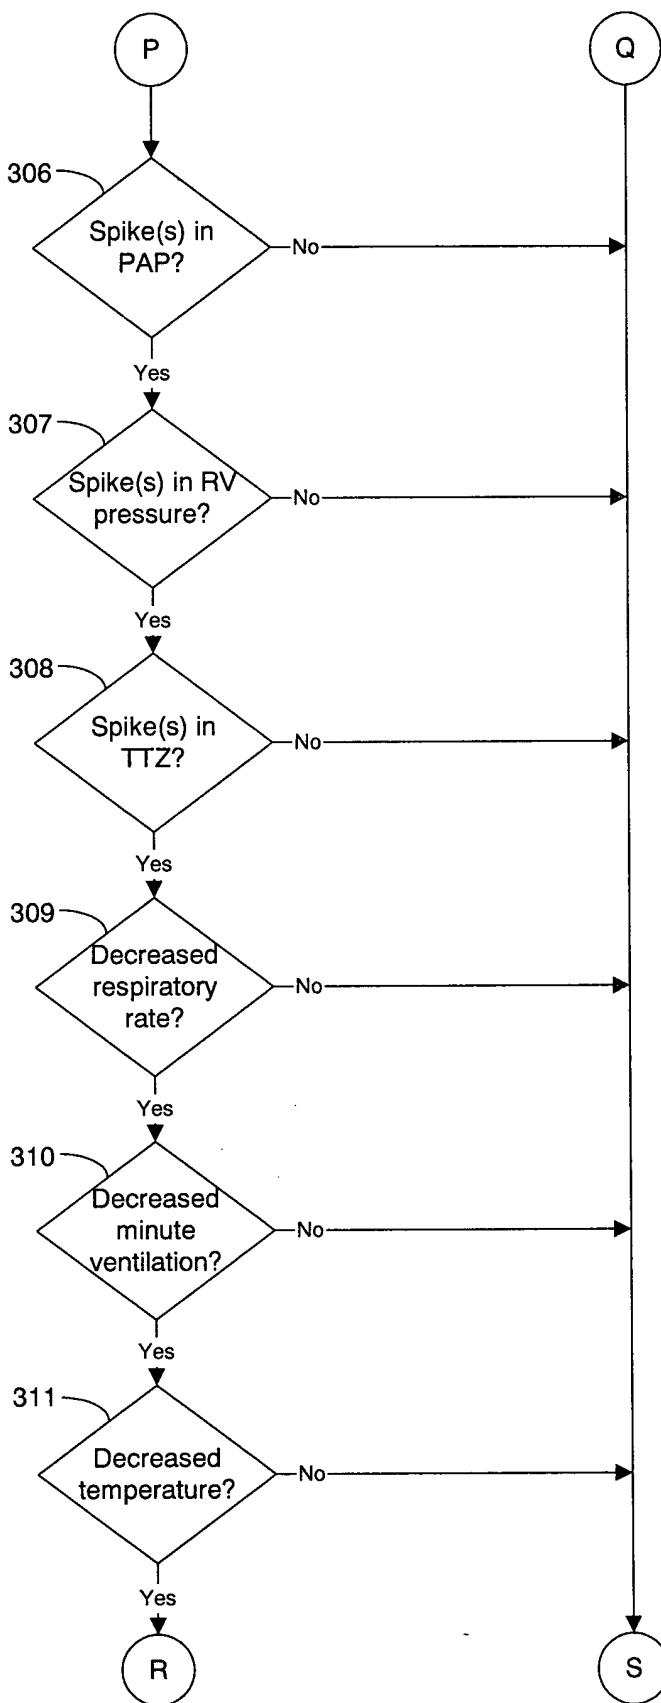 P
Q
306
Spike(s) in
PAP?
No
Yes
307
Spike(s) in RV
pressure?
No
Yes
308
Spike(s) in
TTZ?
No
Yes
309
Decreased
respiratory
rate?
No
Yes
310
Decreased
minute
ventilation?
No
Yes
311
Decreased
temperature?
No
Yes
R
S